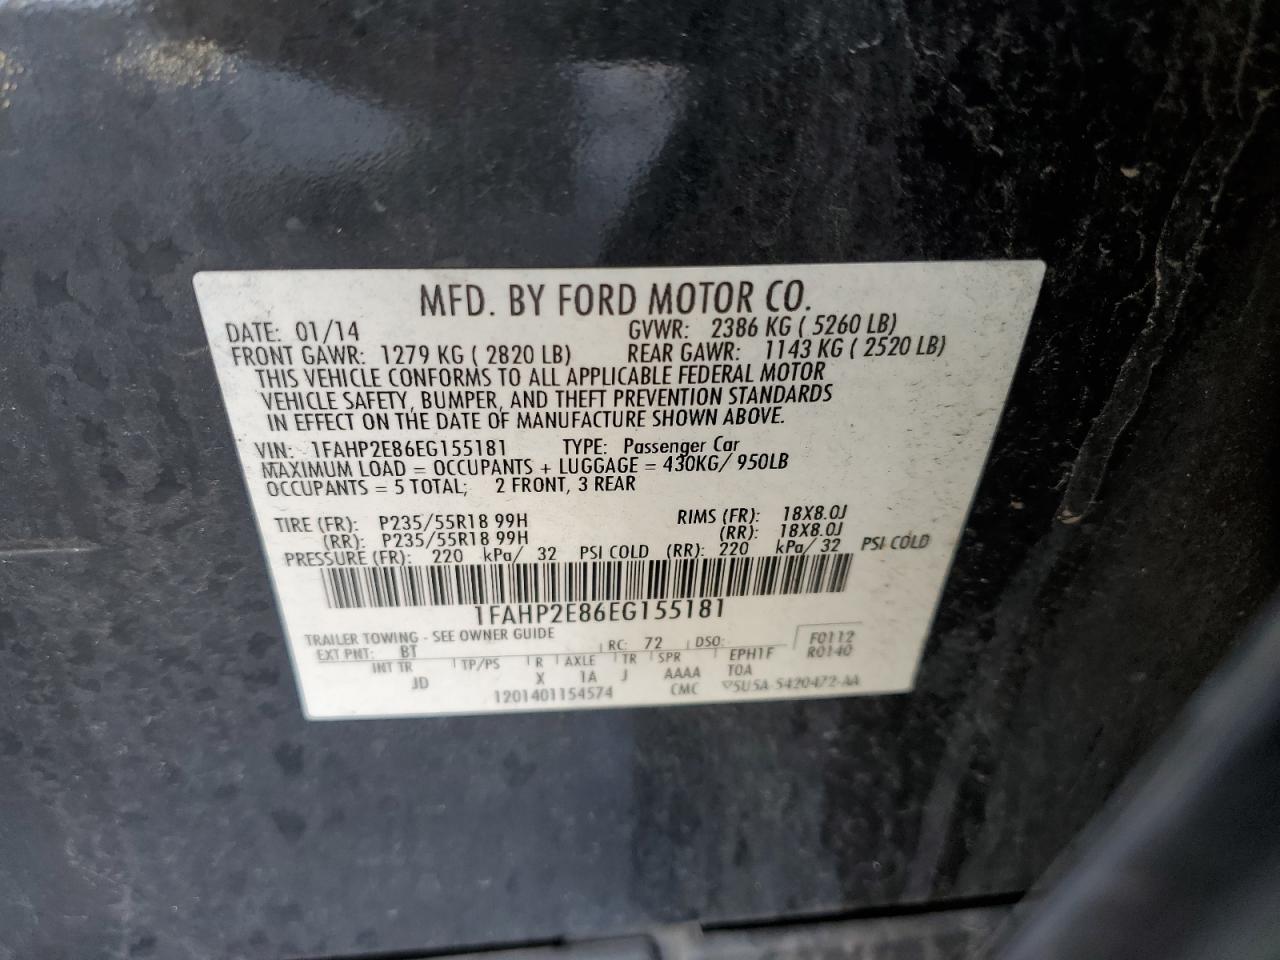 MFD. BY FORD MOTOR CO.
DATE: 01/14 GVWR: 2386 KG ( 5260 LB)
FRONT GAWR: 1279 KG ( 2820 LB) REAR GAWR: 1143 KG ( 2520 LB)
THIS VEHICLE CONFORMS TO ALL APPLICABLE FEDERAL MOTOR
VEHICLE SAFETY, BUMPER, AND THEFT PREVENTION STANDARDS
IN EFFECT ON THE DATE OF MANUFACTURE SHOWN ABOVE.
VIN: 1FAHP2E86EG155181 TYPE: Passenger Car
MAXIMUM LOAD = OCCUPANTS + LUGGAGE = 430KG/ 950LB
OCCUPANTS = 5 TOTAL; 2 FRONT, 3 REAR
TIRE (FR): P235/55R18 99H RIMS (FR): 18X8.0J
(RR): P235/55R18 99H (RR): 18X8.0J
PRESSURE (FR): 220 kPa/ 32 PSI COLD (RR): 220 kPa/ 32 PSI COLD
1FAHP2E86EG155181
TRAILER TOWING - SEE OWNER GUIDE
EXT PNT: BT RC: 72 DSO: F0112
INT TR TP/PS R AXLE TR SPR EPH1F R0140
JD X 1A J AAAA T0A
1201401154574 CMC 5U5A-5420472-AA